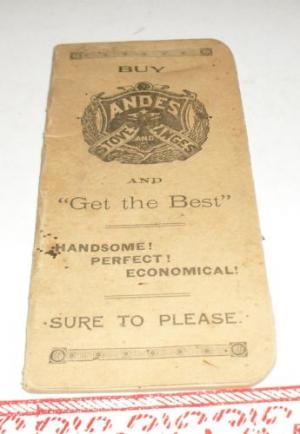 BUY
ANDES
STOVES AND RANGES
AND
"Get the Best"
HANDSOME!
PERFECT!
ECONOMICAL!
SURE TO PLEASE.